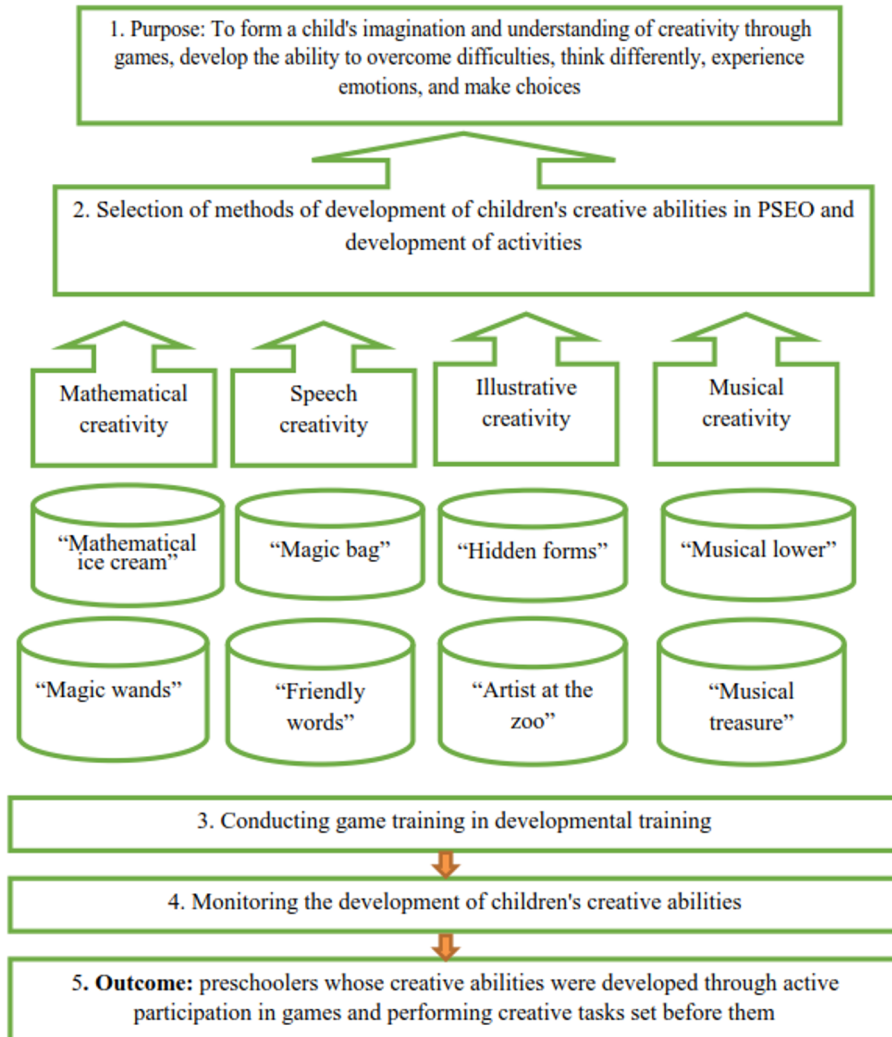 1. Purpose: To form a child's imagination and understanding of creativity through
games, develop the ability to overcome difficulties, think differently, experience
emotions, and make choices
2. Selection of methods of development of children's creative abilities in PSEO and
development of activities
Mathematical
creativity
Speech
creativity
Illustrative
creativity
Musical
creativity
“Mathematical
ice cream”
“Magic bag”
“Hidden forms”
“Musical lower”
“Magic wands”
“Friendly
words”
“Artist at the
zoo”
“Musical
treasure”
3. Conducting game training in developmental training
4. Monitoring the development of children's creative abilities
5. Outcome: preschoolers whose creative abilities were developed through active
participation in games and performing creative tasks set before them